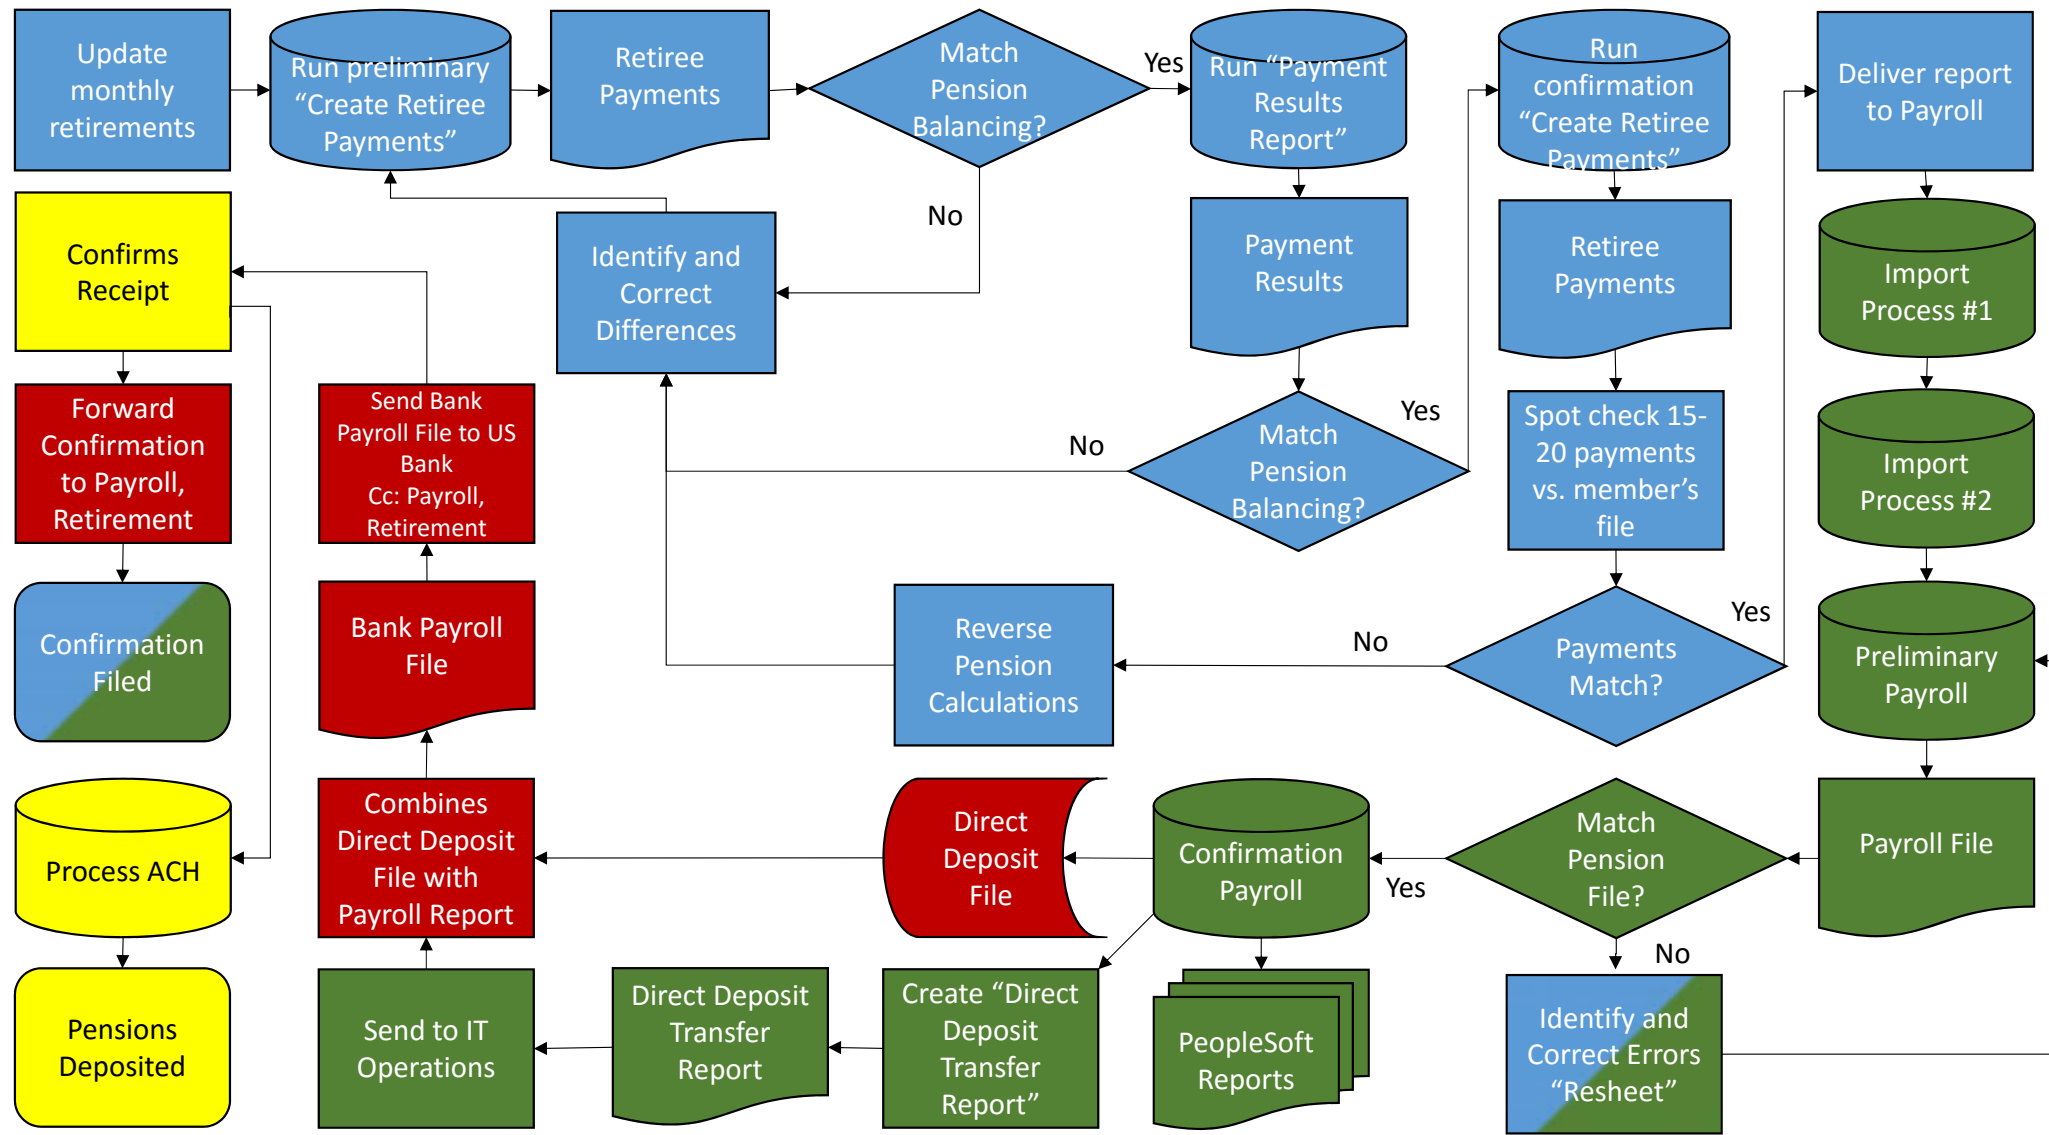 Update
monthly
retirements
Run preliminary
“Create Retiree
Payments”
Retiree
Payments
Match
Pension
Balancing?
Yes
No
Run “Payment
Results
Report”
Run
confirmation
“Create Retiree
Payments”
Deliver report
to Payroll
Confirms
Receipt
Identify and
Correct
Differences
Payment
Results
Retiree
Payments
Import
Process #1
Forward
Confirmation
to Payroll,
Retirement
Send Bank
Payroll File to US
Bank
Cc: Payroll,
Retirement
No
Match
Pension
Balancing?
Yes
Spot check 15-
20 payments
vs. member’s
file
Import
Process #2
Confirmation
Filed
Bank Payroll
File
Reverse
Pension
Calculations
No
Payments
Match?
Yes
Preliminary
Payroll
Process ACH
Combines
Direct Deposit
File with
Payroll Report
Direct
Deposit
File
Confirmation
Payroll
Yes
Match
Pension
File?
No
Payroll File
Pensions
Deposited
Send to IT
Operations
Direct Deposit
Transfer
Report
Create “Direct
Deposit
Transfer
Report”
PeopleSoft
Reports
Identify and
Correct Errors
“Resheet”